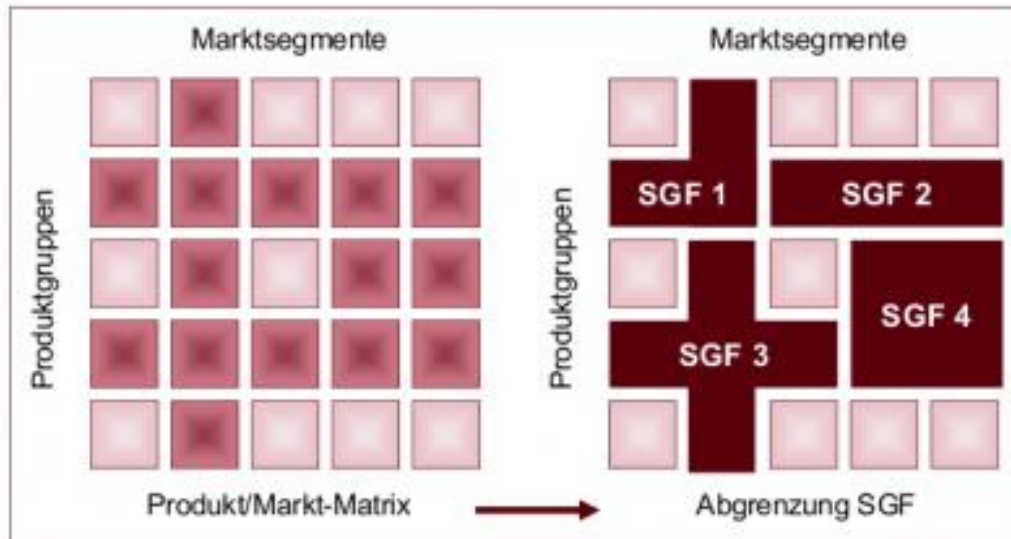 Marktsegmente
Produktgruppen
Produkt/Markt-Matrix
Marktsegmente
Produktgruppen
SGF 1
SGF 2
SGF 3
SGF 4
Abgrenzung SGF